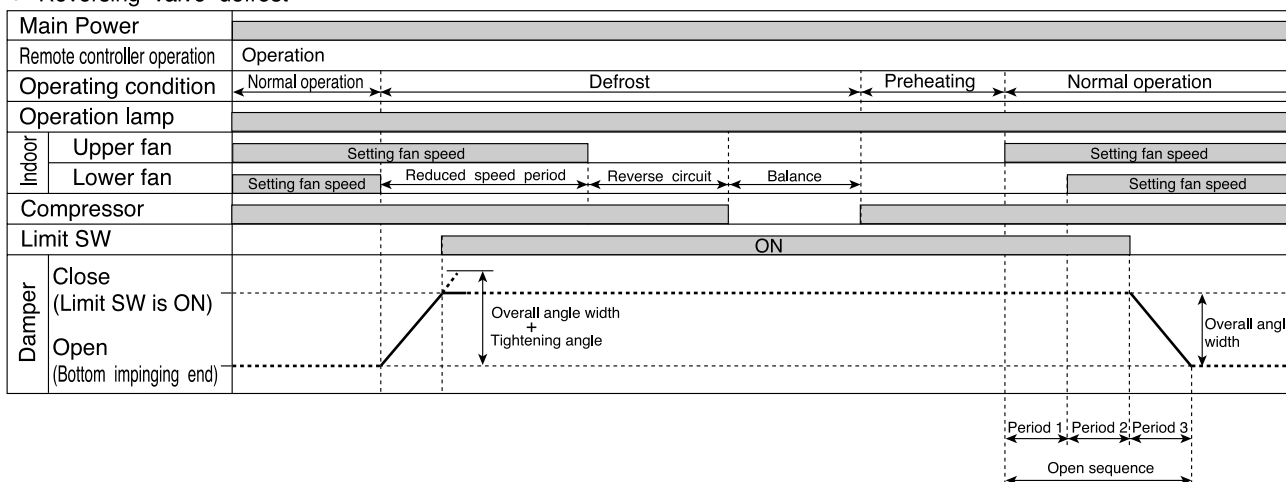 Reversing valve defrost
Main Power
Remote controller operation Operation
Operating condition Normal operation Defrost Preheating Normal operation
Operation lamp
Indoor
Upper fan Setting fan speed Setting fan speed
Lower fan Setting fan speed Reduced speed period Reverse circuit Balance Setting fan speed
Compressor
Limit SW ON
Damper
Close
(Limit SW is ON)
Overall angle width
+
Tightening angle
Overall angl
width
Open
(Bottom impinging end)
Period 1 Period 2 Period 3
Open sequence